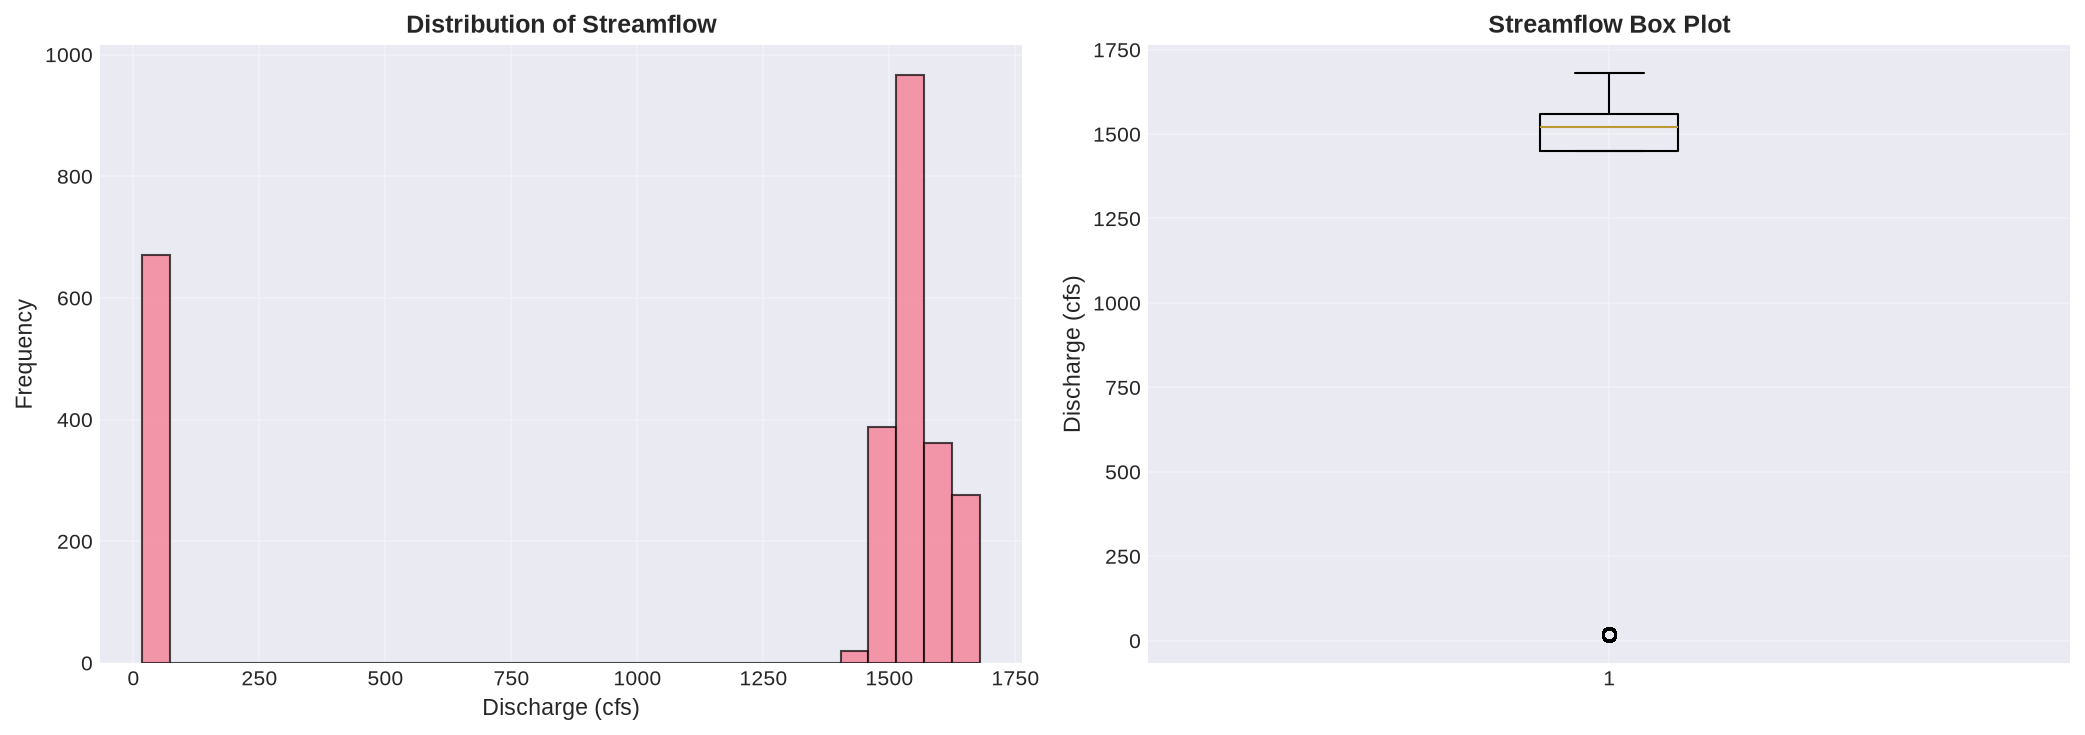 Distribution of Streamflow
1000
800
600
400
200
0
Frequency
0 250 500 750 1000 1250 1500 1750
Discharge (cfs)
Streamflow Box Plot
1750
1500
1250
1000
750
500
250
0
Discharge (cfs)
1